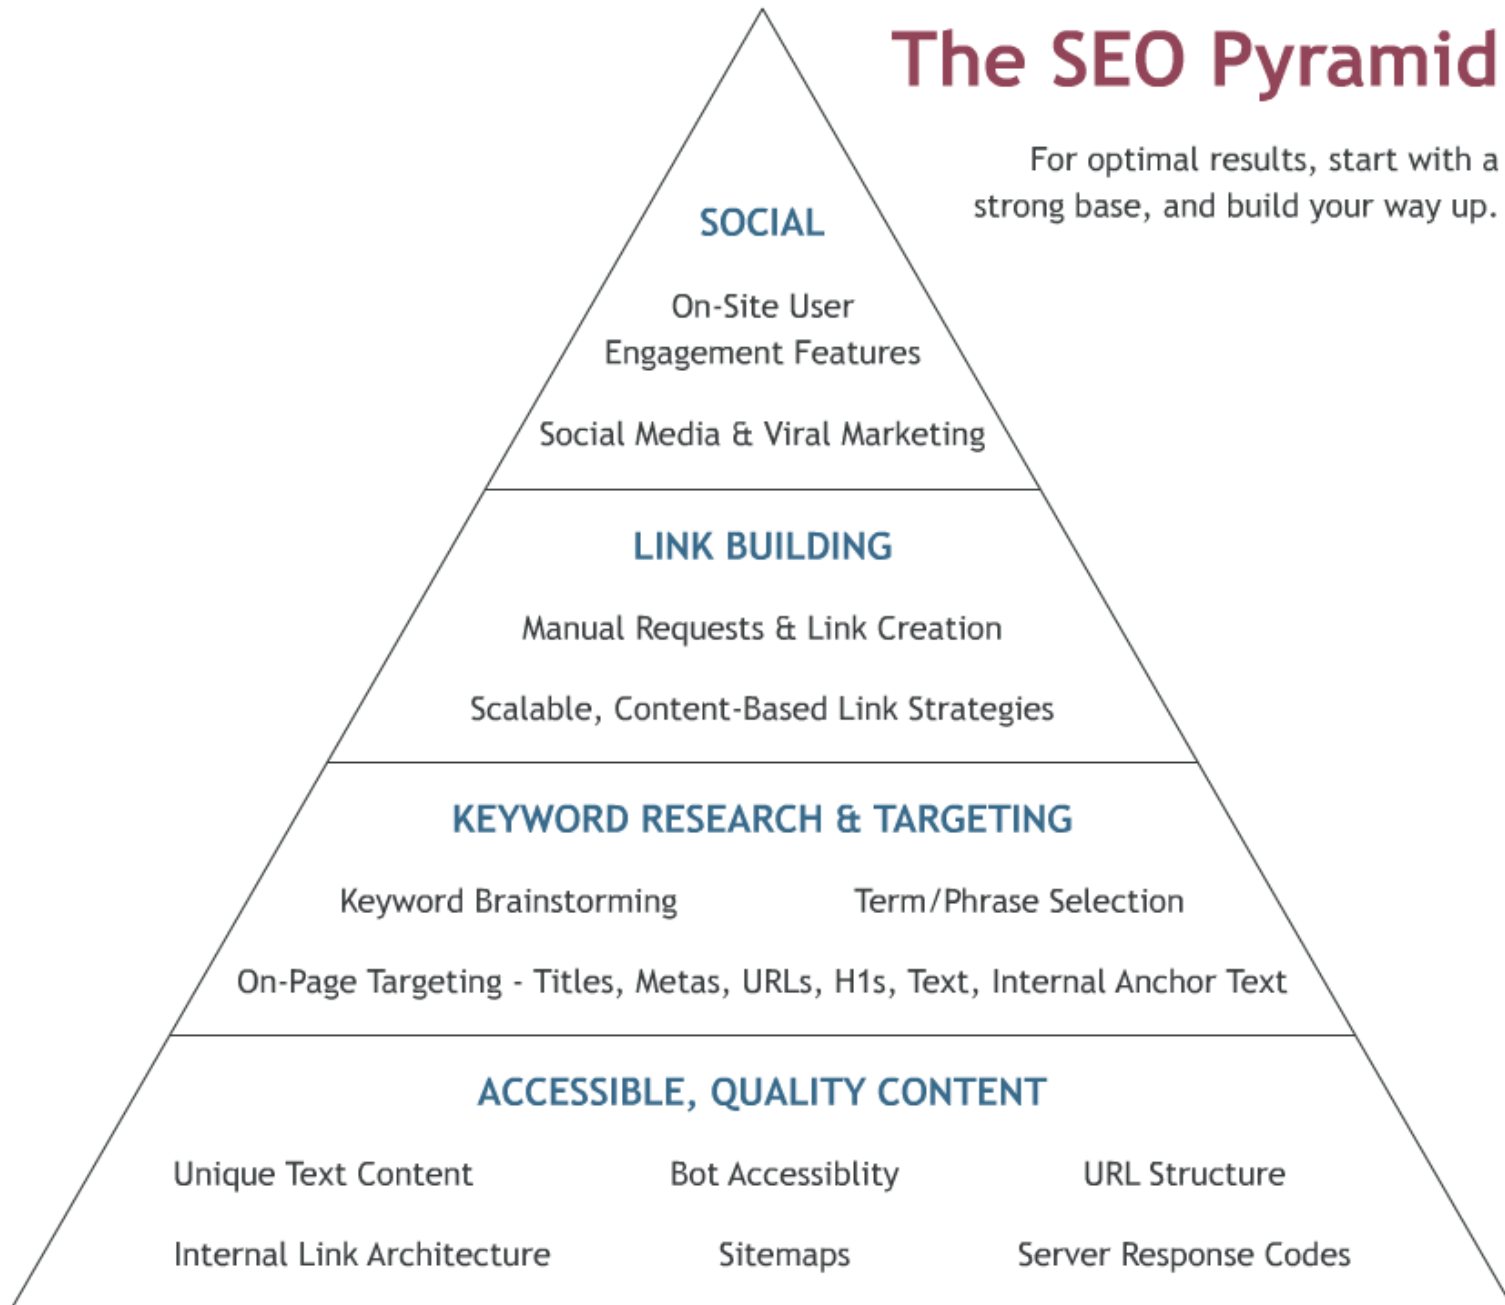 The SEO Pyramid
For optimal results, start with a
strong base, and build your way up.
SOCIAL
On-Site User
Engagement Features
Social Media & Viral Marketing
LINK BUILDING
Manual Requests & Link Creation
Scalable, Content-Based Link Strategies
KEYWORD RESEARCH & TARGETING
Keyword Brainstorming Term/Phrase Selection
On-Page Targeting - Titles, Metas, URLs, H1s, Text, Internal Anchor Text
ACCESSIBLE, QUALITY CONTENT
Unique Text Content Bot Accessiblity URL Structure
Internal Link Architecture Sitemaps Server Response Codes